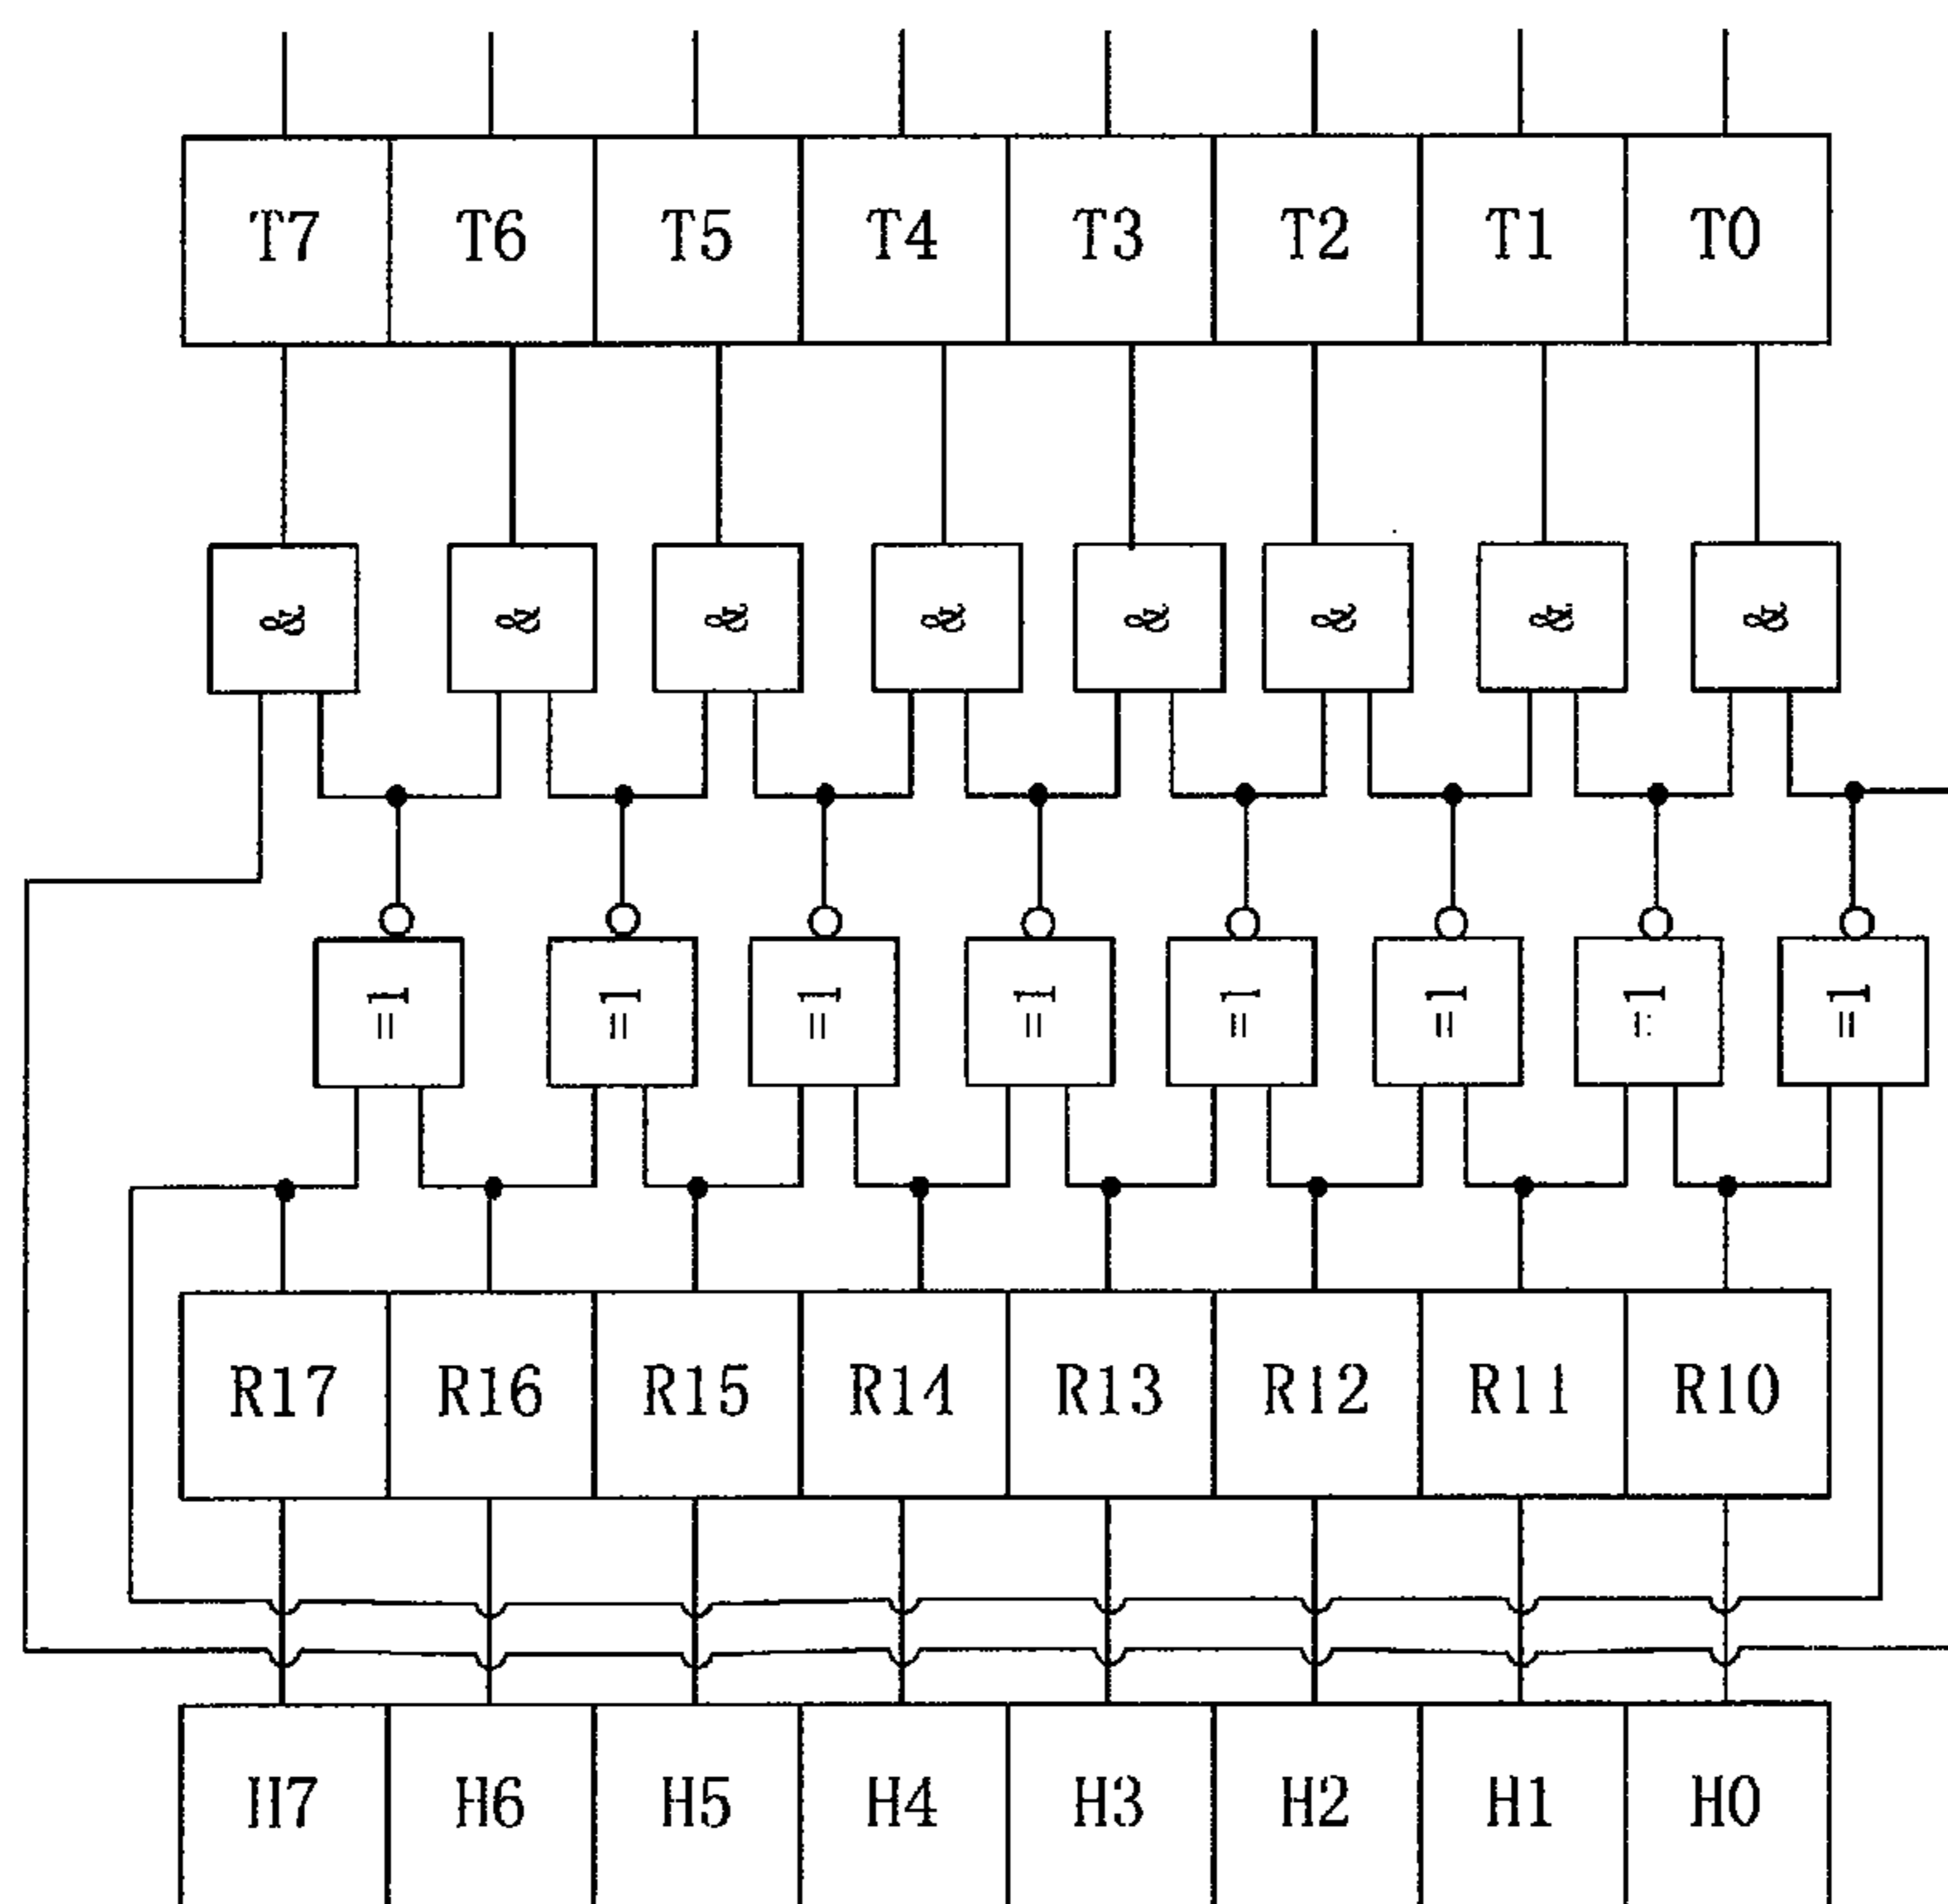 T7 T6 T5 T4 T3 T2 T1 T0
& & & & & & & &
=1 =1 =1 =1 =1 =1 =1 =1
R17 R16 R15 R14 R13 R12 R11 R10
H7 H6 H5 H4 H3 H2 H1 H0